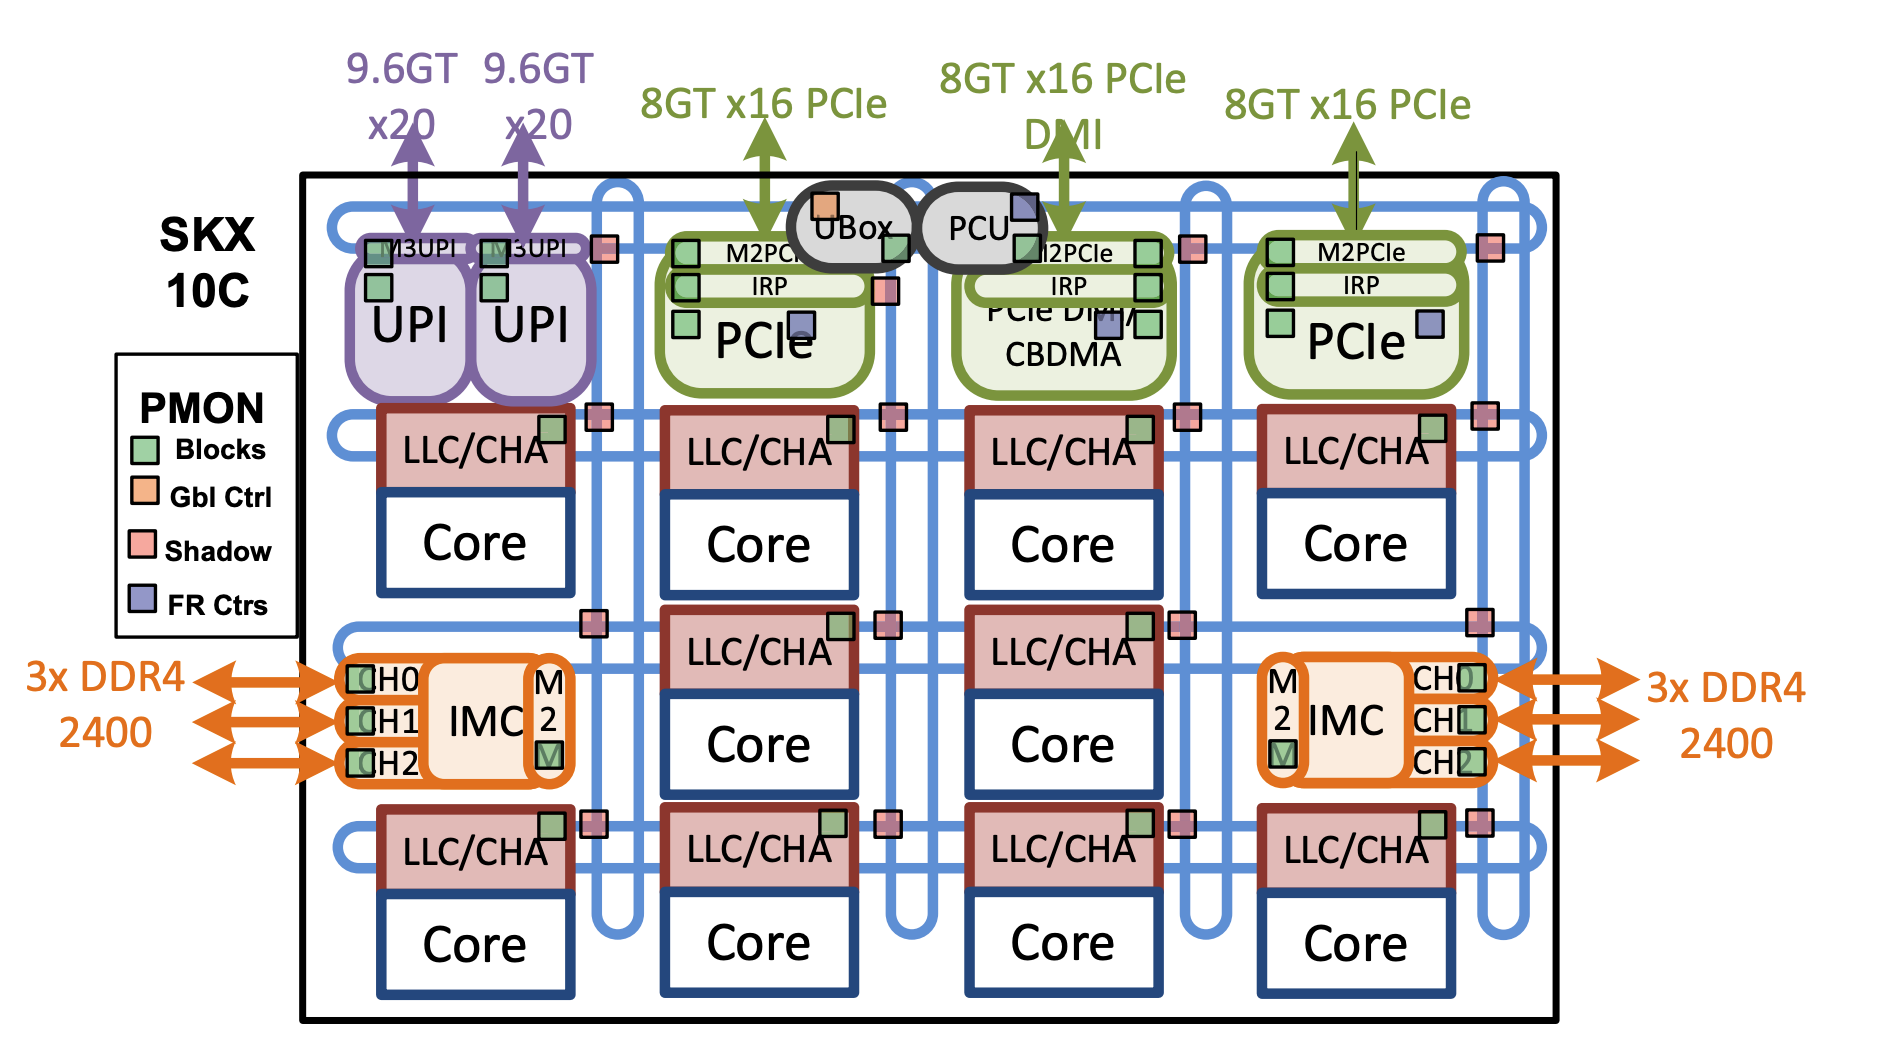 9.6GT 9.6GT
x20 x20
8GT x16 PCIe
8GT x16 PCIe
DMI
8GT x16 PCIe
SKX
10C
UBox
PCU
M3UPI
M3UPI
M2PCIe
M2PCIe
M2PCIe
IRP
IRP
IRP
UPI
UPI
PCIe
PCIe DMI/
CBDMA
PCIe
PMON
Blocks
Gbl Ctrl
Shadow
FR Ctrs
LLC/CHA
LLC/CHA
LLC/CHA
LLC/CHA
Core
Core
Core
Core
3x DDR4
2400
CH0
CH1
CH2
IMC
M
2
LLC/CHA
LLC/CHA
Core
Core
M
2
IMC
CH0
CH1
CH2
3x DDR4
2400
LLC/CHA
LLC/CHA
LLC/CHA
LLC/CHA
Core
Core
Core
Core